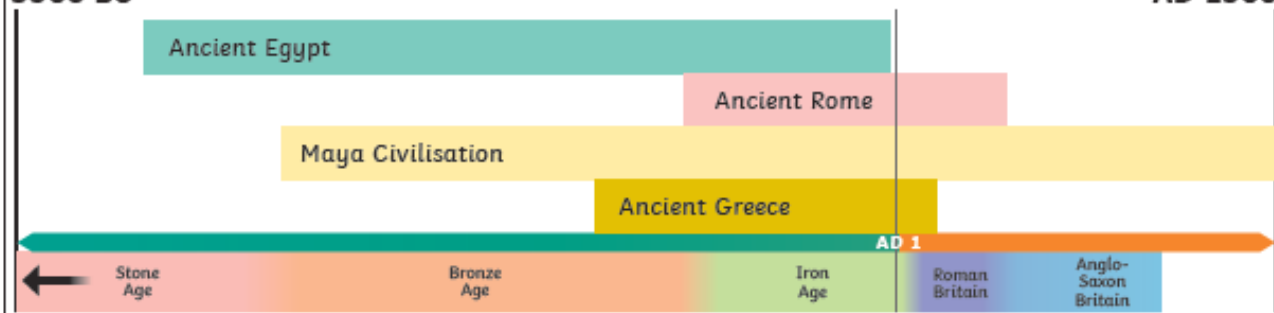 Ancient Egypt
Ancient Rome
Maya Civilisation
Ancient Greece
AD 1
Stone
Age
Bronze
Age
Iron
Age
Roman
Britain
Anglo-
Saxon
Britain